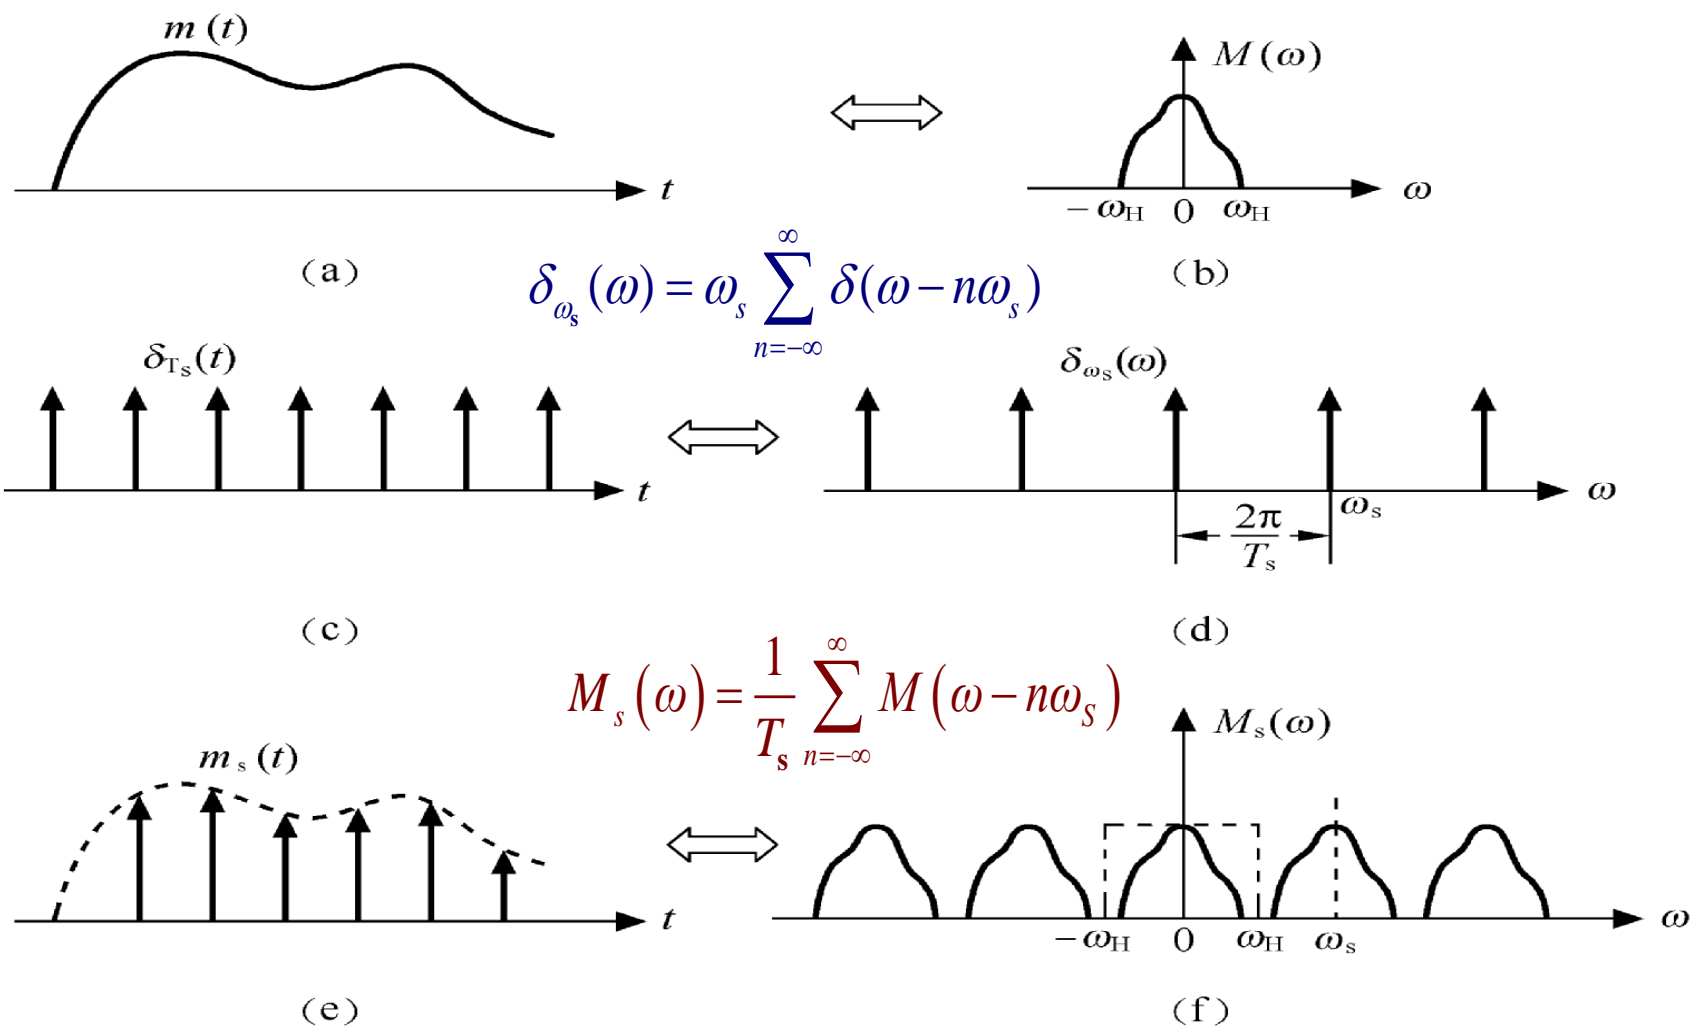 m (t)
M (ω)
t
ω
−ωH 0 ωH
(a)
(b)
δωs(ω) = ωs ∑n=−∞^∞ δ(ω − nωs)
δTs(t)
δωs(ω)
t
ω
ωs
2π/Ts
(c)
(d)
Ms(ω) = 1/Ts ∑n=−∞^∞ M(ω − nωS)
ms (t)
Ms(ω)
t
ω
−ωH 0 ωH ωs
(e)
(f)